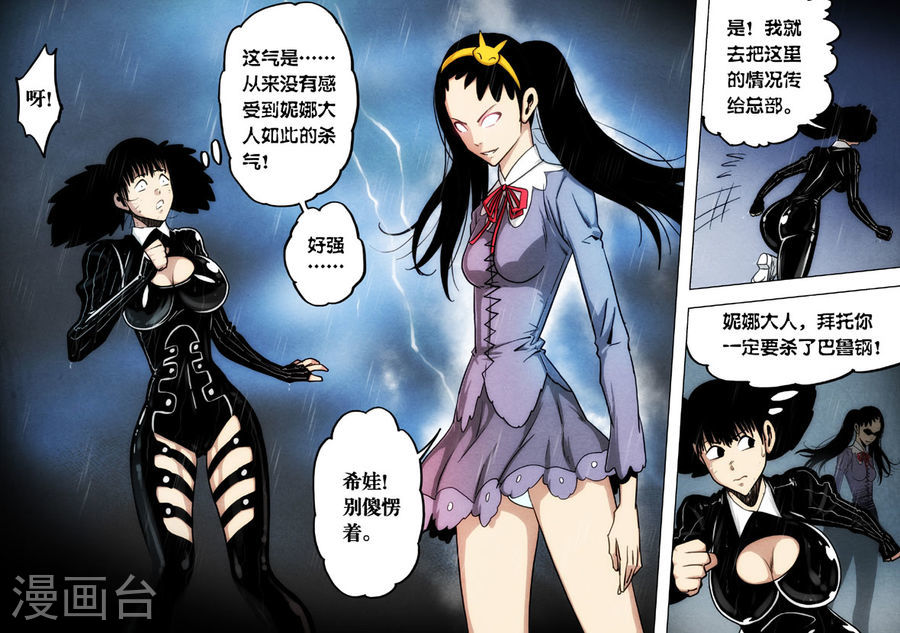 呀!
这气是……
从来没有感
受到妮娜大
人如此的杀
气!
好强
……
希娃!
别傻愣
着。
是!我就
去把这里
的情况传
给总部。
妮娜大人，拜托你
一定要杀了巴鲁钢!
漫画台